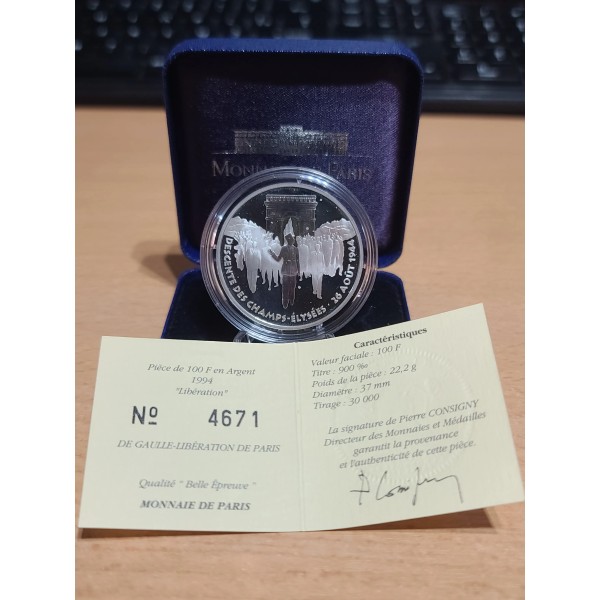 MONNAIE DE PARIS
DESCENTE DES CHAMPS-ÉLYSÉES · 26 AOÛT 1944
Pièce de 100 F en Argent
1994
"Libération"
Nº 4671
DE GAULLE-LIBÉRATION DE PARIS
Qualité " Belle Épreuve "
MONNAIE DE PARIS
Caractéristiques
Valeur faciale : 100 F
Titre : 900 ‰
Poids de la pièce : 22,2 g
Diamètre : 37 mm
Tirage : 30 000
La signature de Pierre CONSIGNY
Directeur des Monnaies et Médailles
garantit la provenance
et l'authenticité de cette pièce.